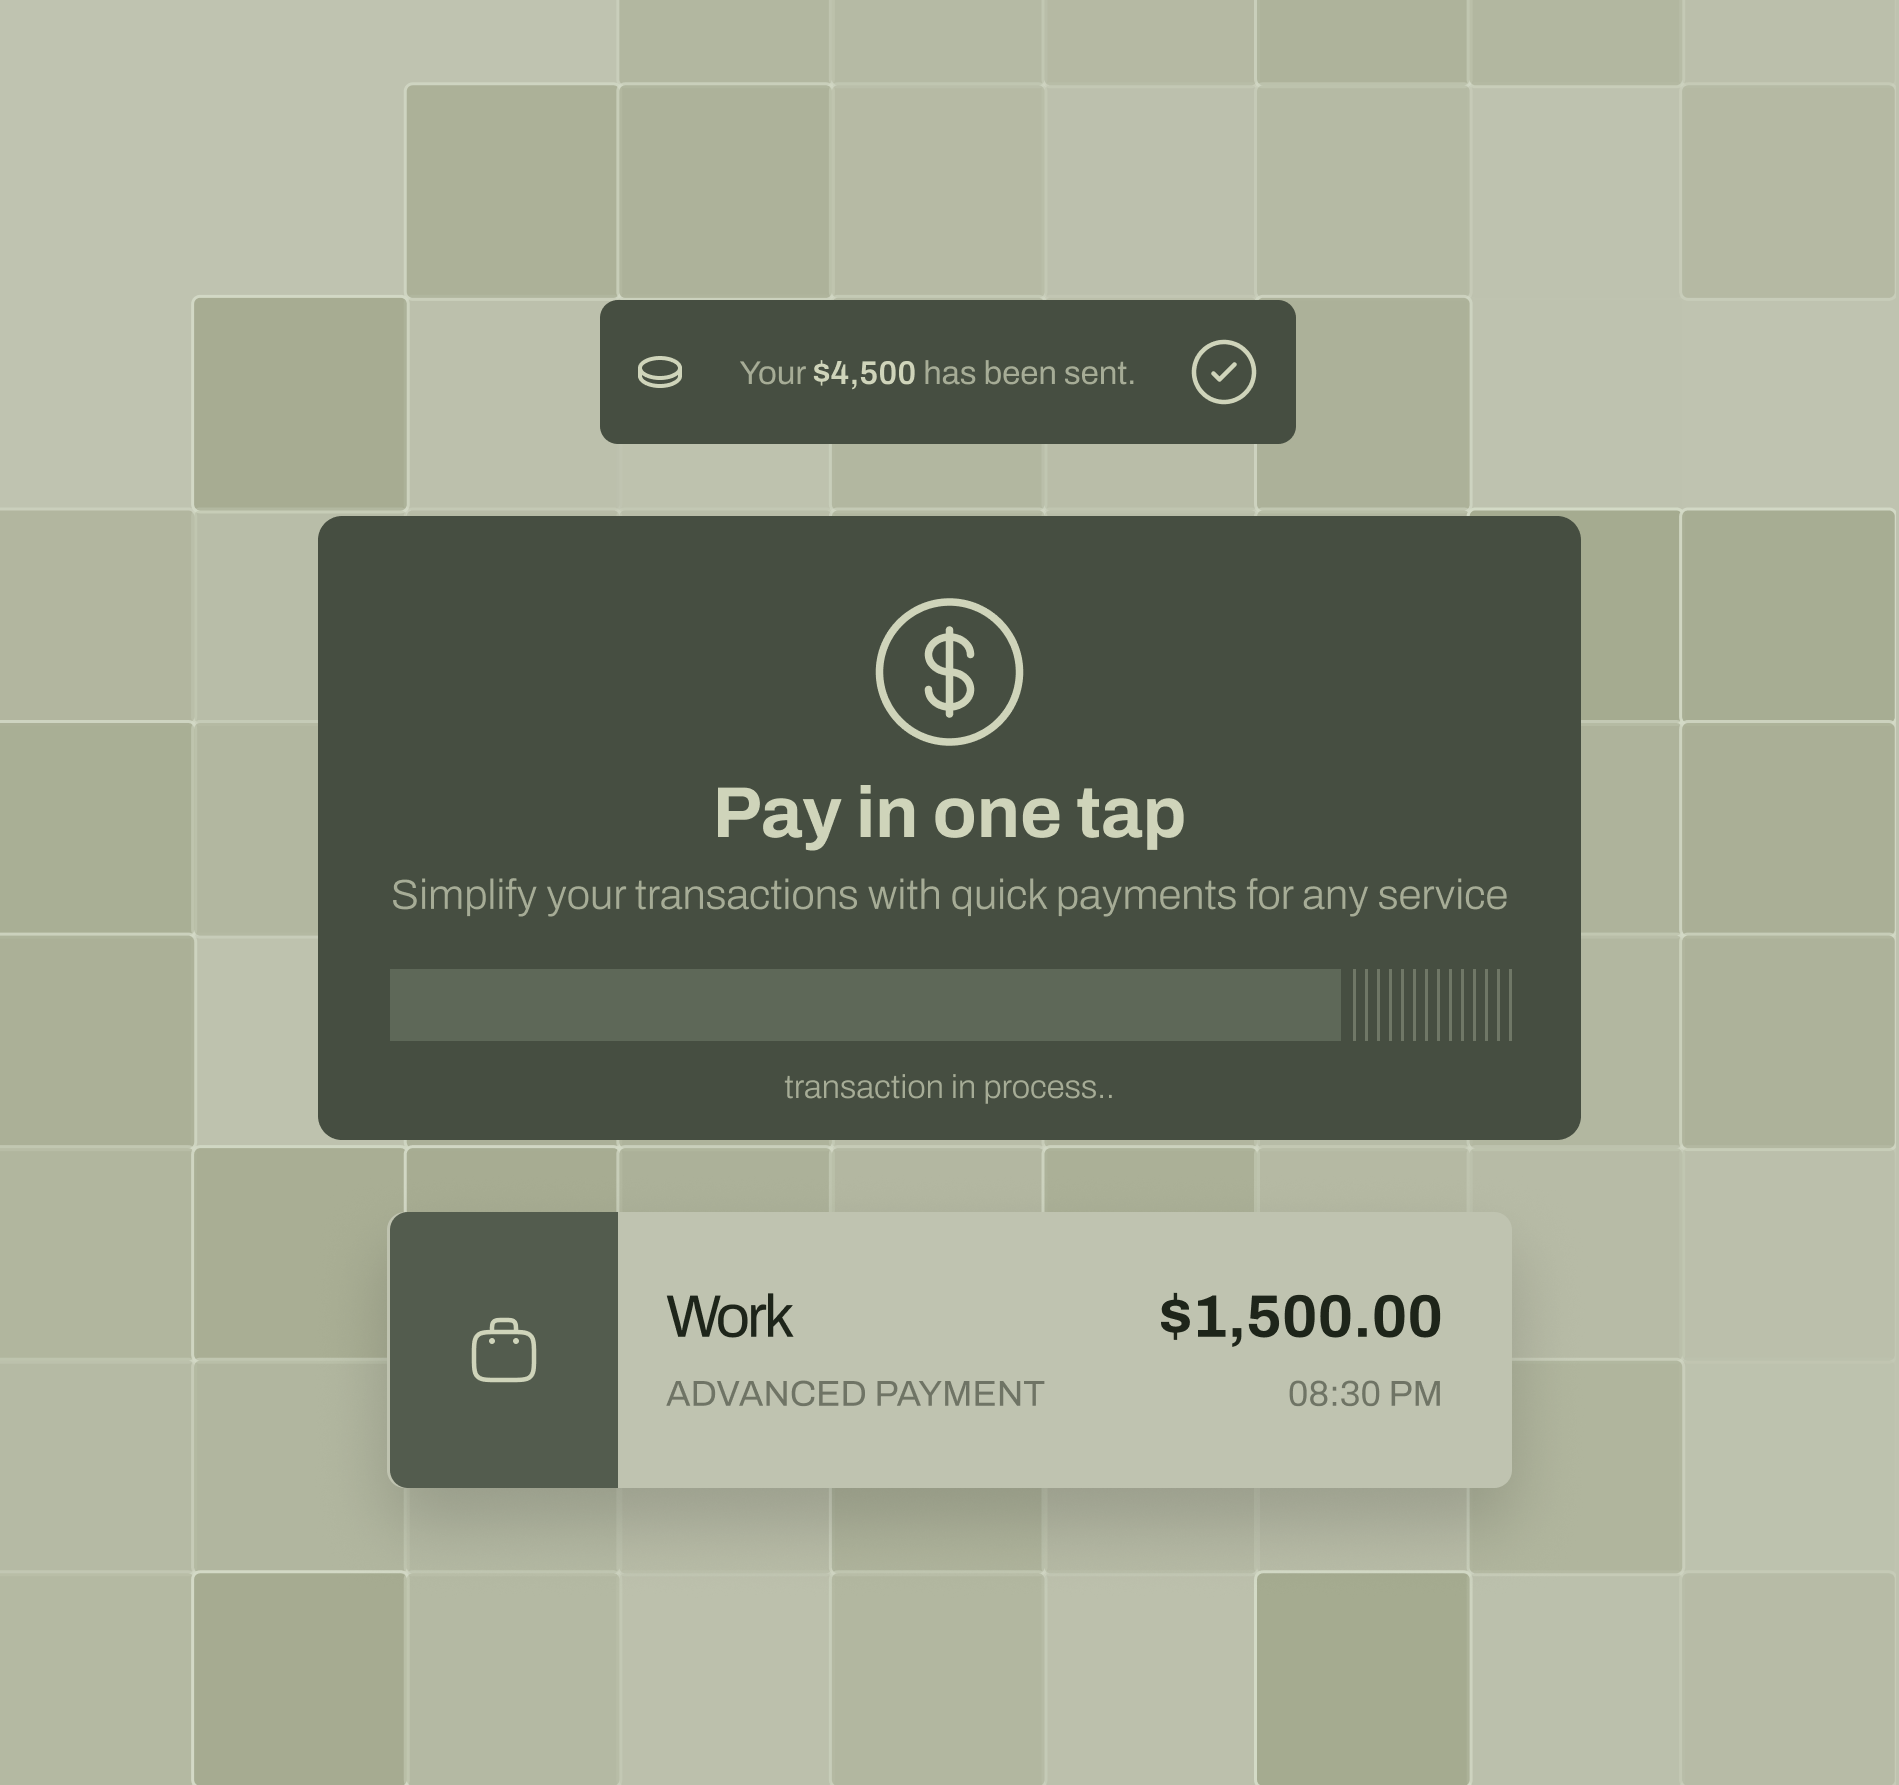 Your $4,500 has been sent.
$
Pay in one tap
Simplify your transactions with quick payments for any service
transaction in process..
Work
$1,500.00
ADVANCED PAYMENT
08:30 PM